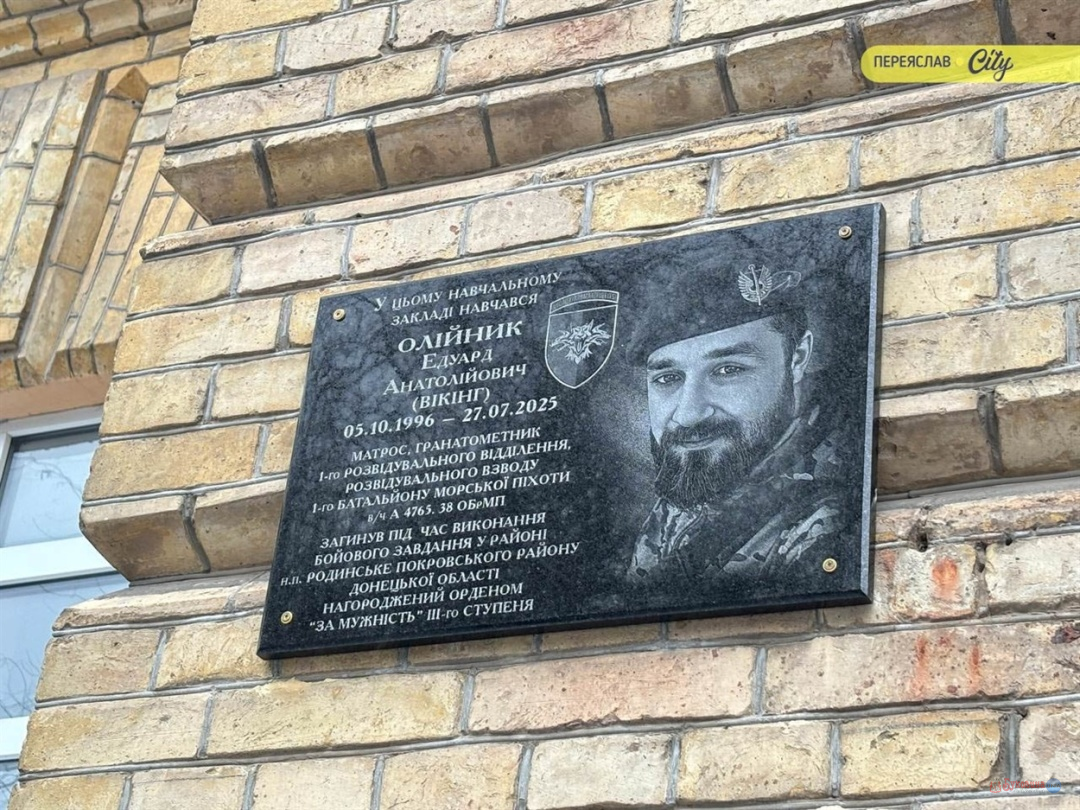 ПЕРЕЯСЛАВ City
У ЦЬОМУ НАВЧАЛЬНОМУ
ЗАКЛАДІ НАВЧАВСЯ
ОЛІЙНИК
ЕДУАРД
АНАТОЛІЙОВИЧ
(ВІКІНГ)
05.10.1996 – 27.07.2025
МАТРОС, ГРАНАТОМЕТНИК
1-го РОЗВІДУВАЛЬНОГО ВІДДІЛЕННЯ,
РОЗВІДУВАЛЬНОГО ВЗВОДУ
1-го БАТАЛЬЙОНУ МОРСЬКОЇ ПІХОТИ
в/ч А 4765. 38 ОБрМП
ЗАГИНУВ ПІД ЧАС ВИКОНАННЯ
БОЙОВОГО ЗАВДАННЯ У РАЙОНІ
н.п. РОДИНСЬКЕ ПОКРОВСЬКОГО РАЙОНУ
ДОНЕЦЬКОЇ ОБЛАСТІ
НАГОРОДЖЕНИЙ ОРДЕНОМ
"ЗА МУЖНІСТЬ" III-го СТУПЕНЯ